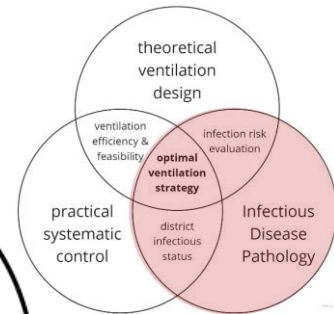 theoretical
ventilation
design
ventilation
efficiency &
feasibility
infection risk
evaluation
optimal
ventilation
strategy
practical
systematic
control
district
infectious
status
Infectious
Disease
Pathology